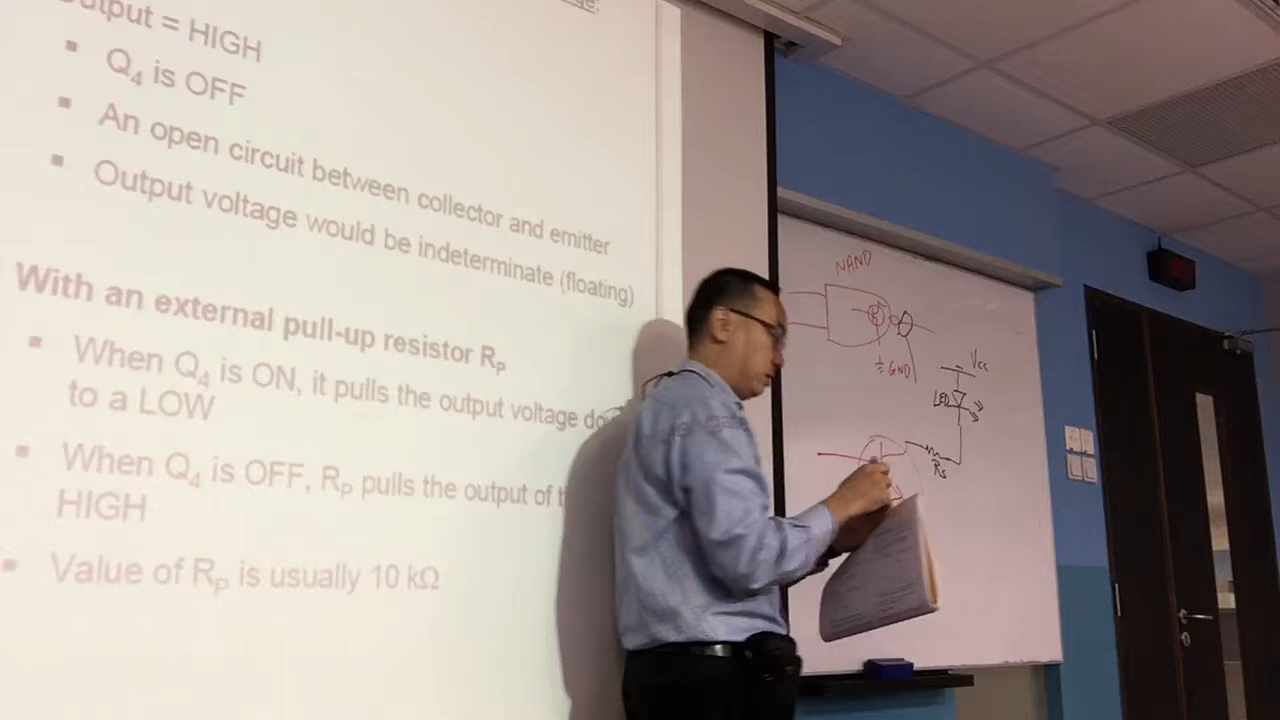 Output = HIGH
▪ Q4 is OFF
▪ An open circuit between collector and emitter
▪ Output voltage would be indeterminate (floating)
With an external pull-up resistor RP
▪ When Q4 is ON, it pulls the output voltage
to a LOW
▪ When Q4 is OFF, RP pulls the output of
HIGH
▪ Value of RP is usually 10 kΩ
NAND
GND
Vcc
LED
Rs